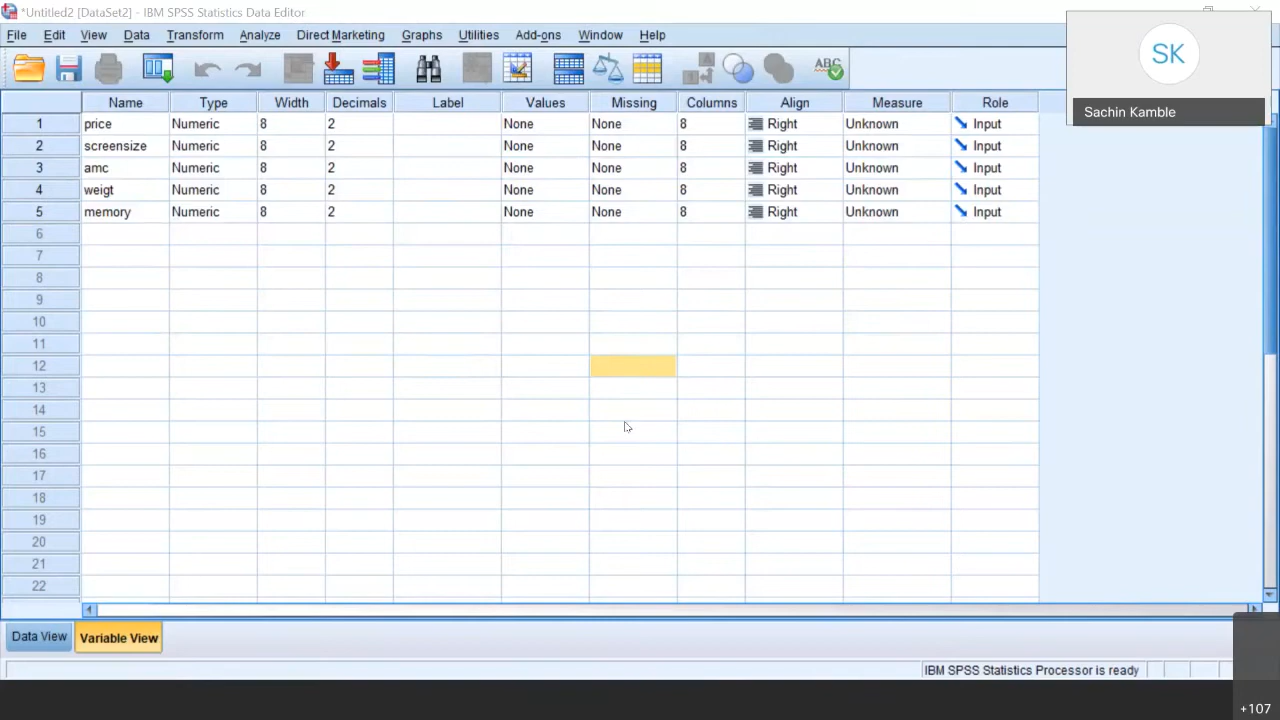 *Untitled2 [DataSet2] - IBM SPSS Statistics Data Editor
File Edit View Data Transform Analyze Direct Marketing Graphs Utilities Add-ons Window Help
SK
Sachin Kamble
Name Type Width Decimals Label Values Missing Columns Align Measure Role
1 price Numeric 8 2 None None 8 Right Unknown Input
2 screensize Numeric 8 2 None None 8 Right Unknown Input
3 amc Numeric 8 2 None None 8 Right Unknown Input
4 weigt Numeric 8 2 None None 8 Right Unknown Input
5 memory Numeric 8 2 None None 8 Right Unknown Input
6
7
8
9
10
11
12
13
14
15
16
17
18
19
20
21
22
Data View Variable View
IBM SPSS Statistics Processor is ready
+107